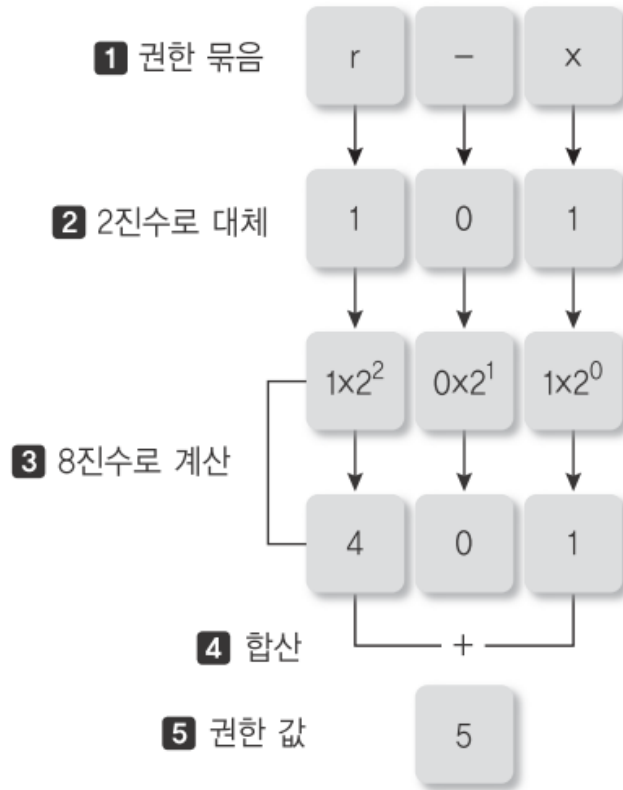 1 권한 묶음 r – x
2 2진수로 대체 1 0 1
1x2² 0x2¹ 1x2⁰
3 8진수로 계산
4 0 1
4 합산 +
5 권한 값 5